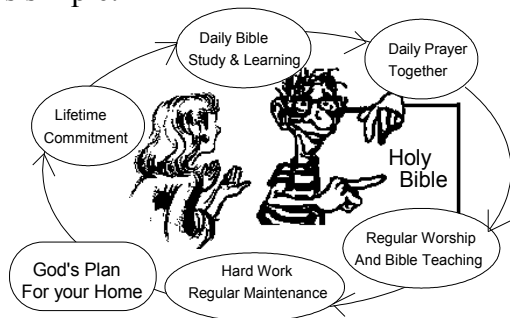 Daily Bible
Study & Learning
Daily Prayer
Together
Lifetime
Commitment
Holy
Bible
Regular Worship
And Bible Teaching
God's Plan
For your Home
Hard Work
Regular Maintenance